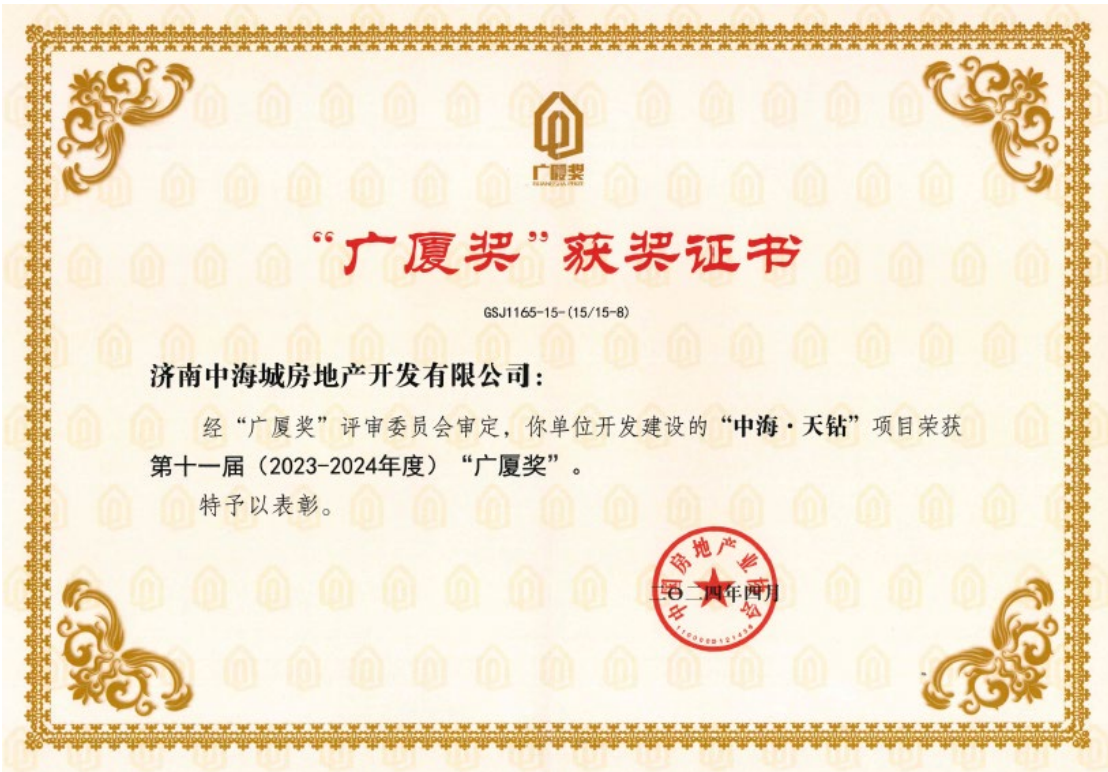 广厦奖
GUANGSHA PRIZE
“广厦奖”获奖证书
GSJ1165-15-(15/15-8)
济南中海城房地产开发有限公司：
经“广厦奖”评审委员会审定，你单位开发建设的“中海·天钻”项目荣获
第十一届（2023-2024年度）“广厦奖”。
特予以表彰。
中国房地产业协会
二〇二四年四月